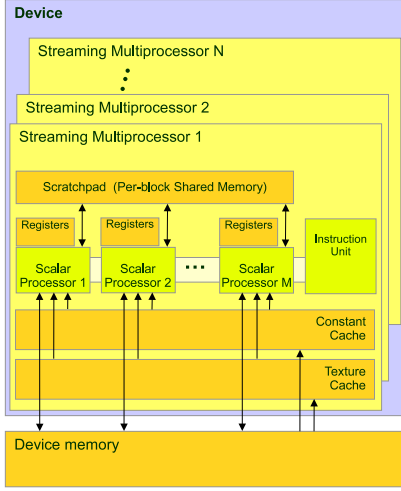 Device
Streaming Multiprocessor N
Streaming Multiprocessor 2
Streaming Multiprocessor 1
Scratchpad (Per-block Shared Memory)
Registers
Registers
Registers
Instruction
Unit
Scalar
Processor 1
Scalar
Processor 2
Scalar
Processor M
Constant
Cache
Texture
Cache
Device memory